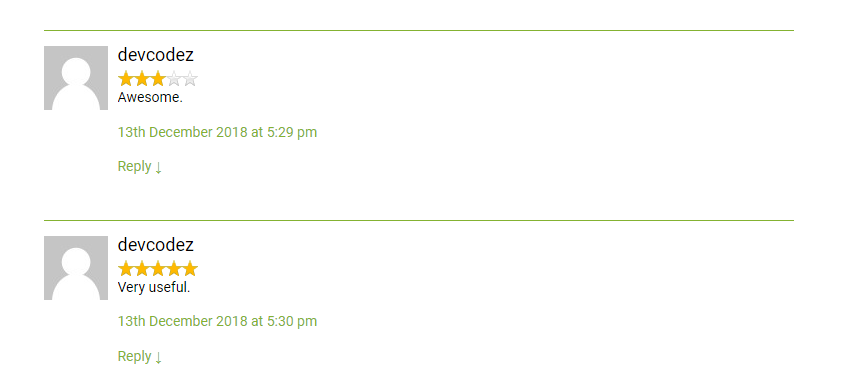 devcodez
Awesome.
13th December 2018 at 5:29 pm
Reply ↓
devcodez
Very useful.
13th December 2018 at 5:30 pm
Reply ↓